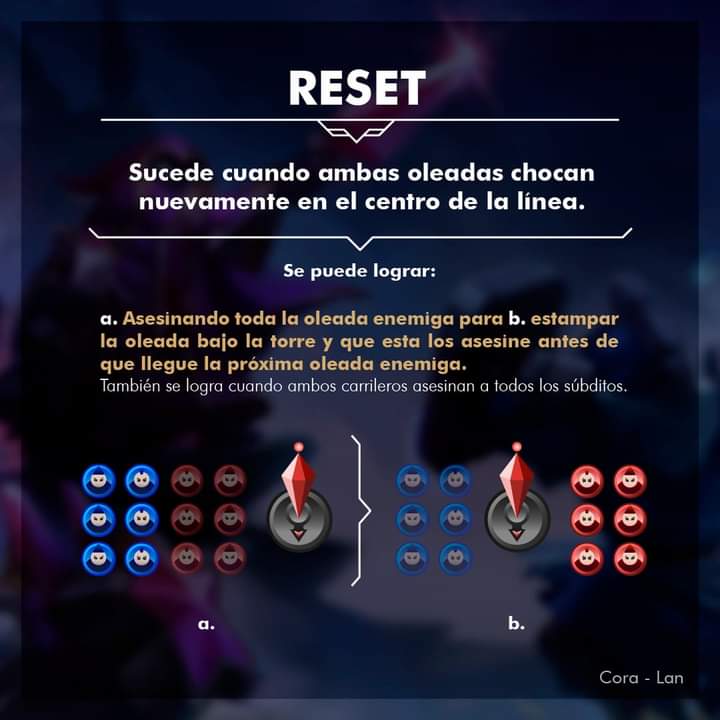 RESET
Sucede cuando ambas oleadas chocan
nuevamente en el centro de la línea.
Se puede lograr:
a. Asesinando toda la oleada enemiga para b. estampar
la oleada bajo la torre y que esta los asesine antes de
que llegue la próxima oleada enemiga.
También se logra cuando ambos carrileros asesinan a todos los súbditos.
a.
b.
Cora - Lan